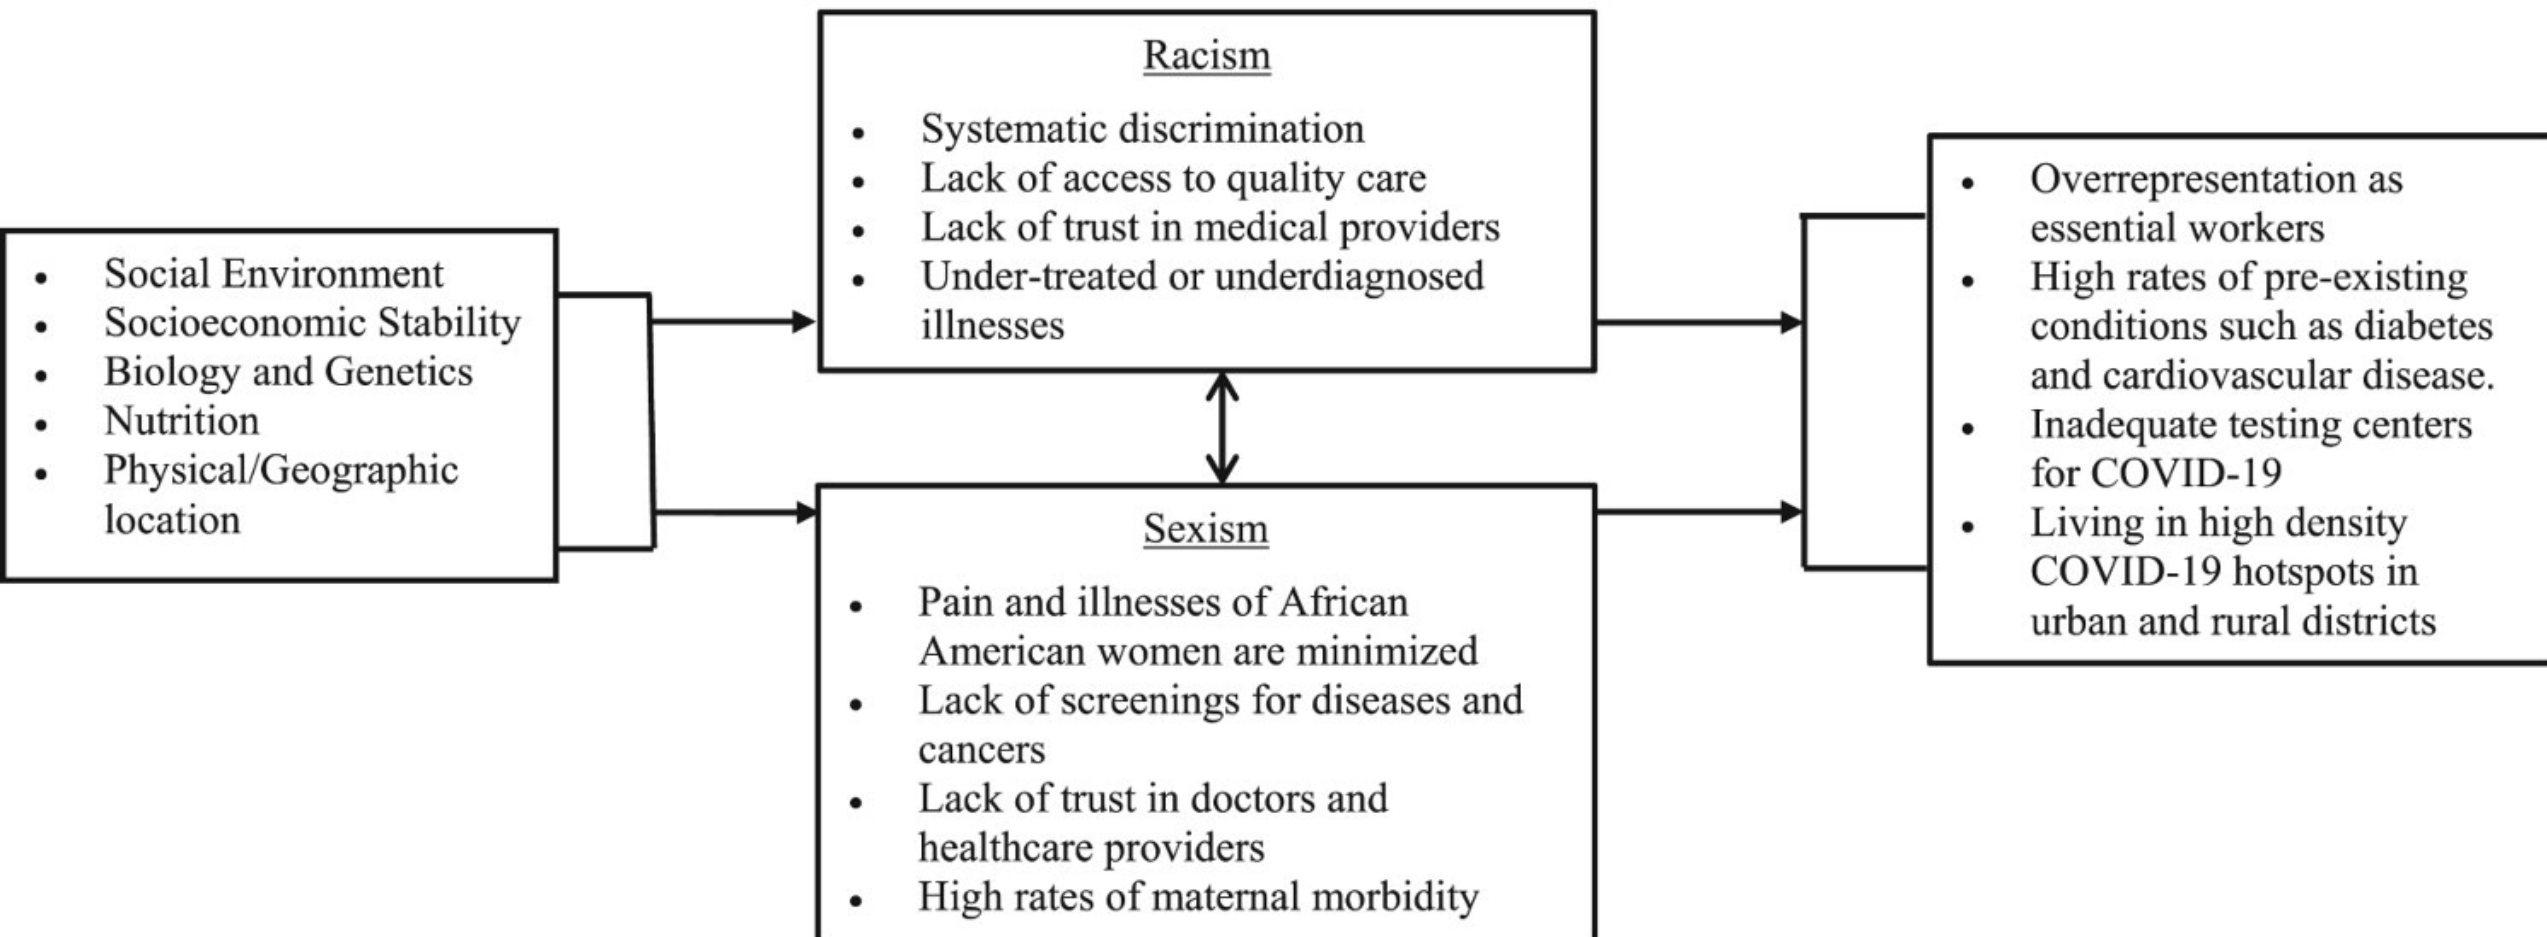 • Social Environment
• Socioeconomic Stability
• Biology and Genetics
• Nutrition
• Physical/Geographic
location
Racism
• Systematic discrimination
• Lack of access to quality care
• Lack of trust in medical providers
• Under-treated or underdiagnosed
illnesses
Sexism
• Pain and illnesses of African
American women are minimized
• Lack of screenings for diseases and
cancers
• Lack of trust in doctors and
healthcare providers
• High rates of maternal morbidity
• Overrepresentation as
essential workers
• High rates of pre-existing
conditions such as diabetes
and cardiovascular disease.
• Inadequate testing centers
for COVID-19
• Living in high density
COVID-19 hotspots in
urban and rural districts